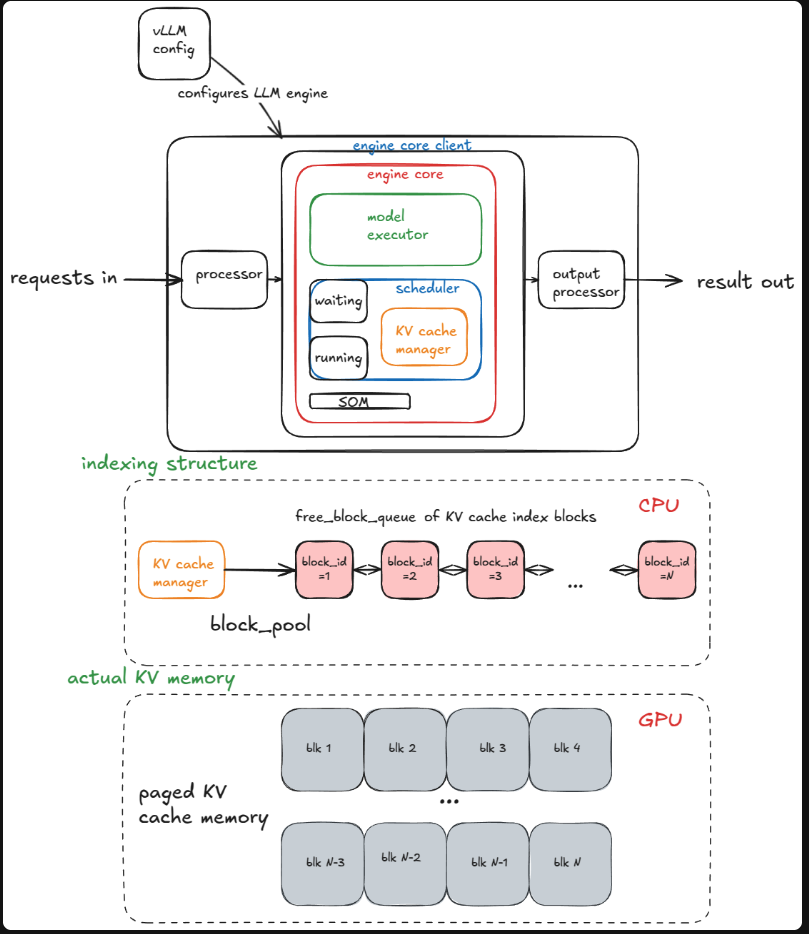 vLLM
config
configures LLM engine
engine core client
engine core
model
executor
requests in
processor
scheduler
waiting
KV cache
manager
running
SOM
output
processor
result out
indexing structure
CPU
free_block_queue of KV cache index blocks
KV cache
manager
block_id
=1
block_id
=2
block_id
=3
...
block_id
=N
block_pool
actual KV memory
GPU
blk 1
blk 2
blk 3
blk 4
paged KV
cache memory
...
blk N-3
blk N-2
blk N-1
blk N